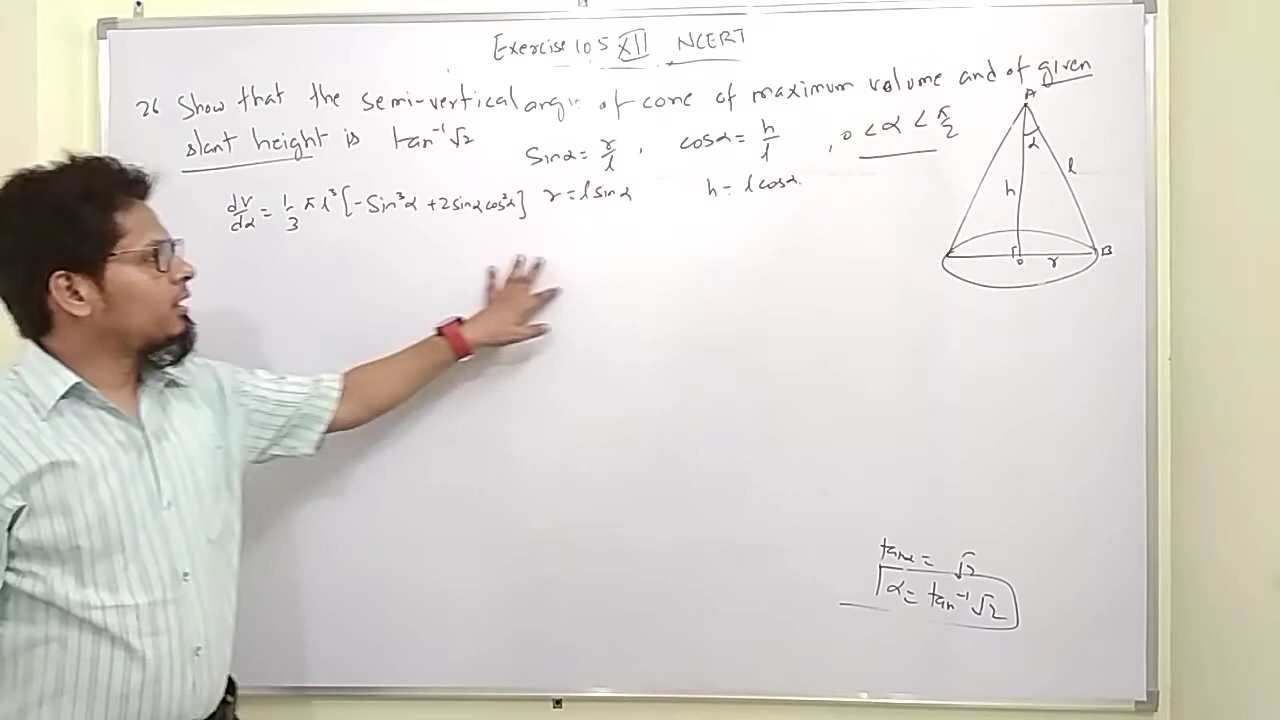 Exercise 10.5 XII NCERT
26 Show that the semi-vertical angle of cone of maximum volume and of given
slant height is tan⁻¹√2
sinα = r/l , cosα = h/l , 0 < α < π/2
dv/dα = 1/3 π l³ [-sin³α + 2sinα cos²α] r = l sinα h = l cosα.
A
α
l
h
o
r
B
tanα = √2
α = tan⁻¹√2